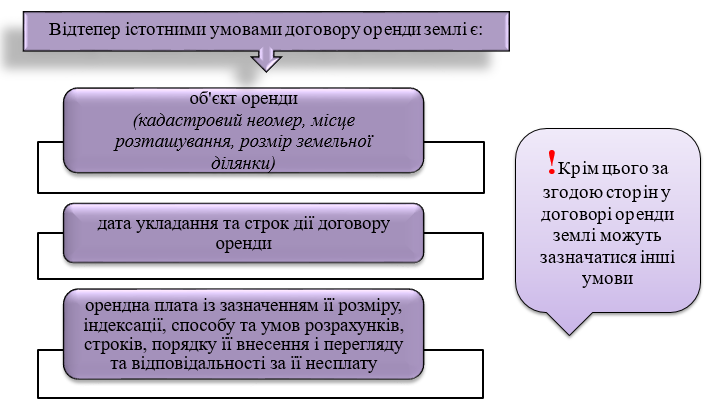 Відтепер істотними умовами договору оренди землі є:
об'єкт оренди
(кадастровий неомер, місце
розташування, розмір земельної
ділянки)
дата укладання та строк дії договору
оренди
орендна плата із зазначенням її розміру,
індексації, способу та умов розрахунків,
строків, порядку її внесення і перегляду
та відповідальності за її несплату
!Крім цього за
згодою сторін у
договорі оренди
землі можуть
зазначатися інші
умови